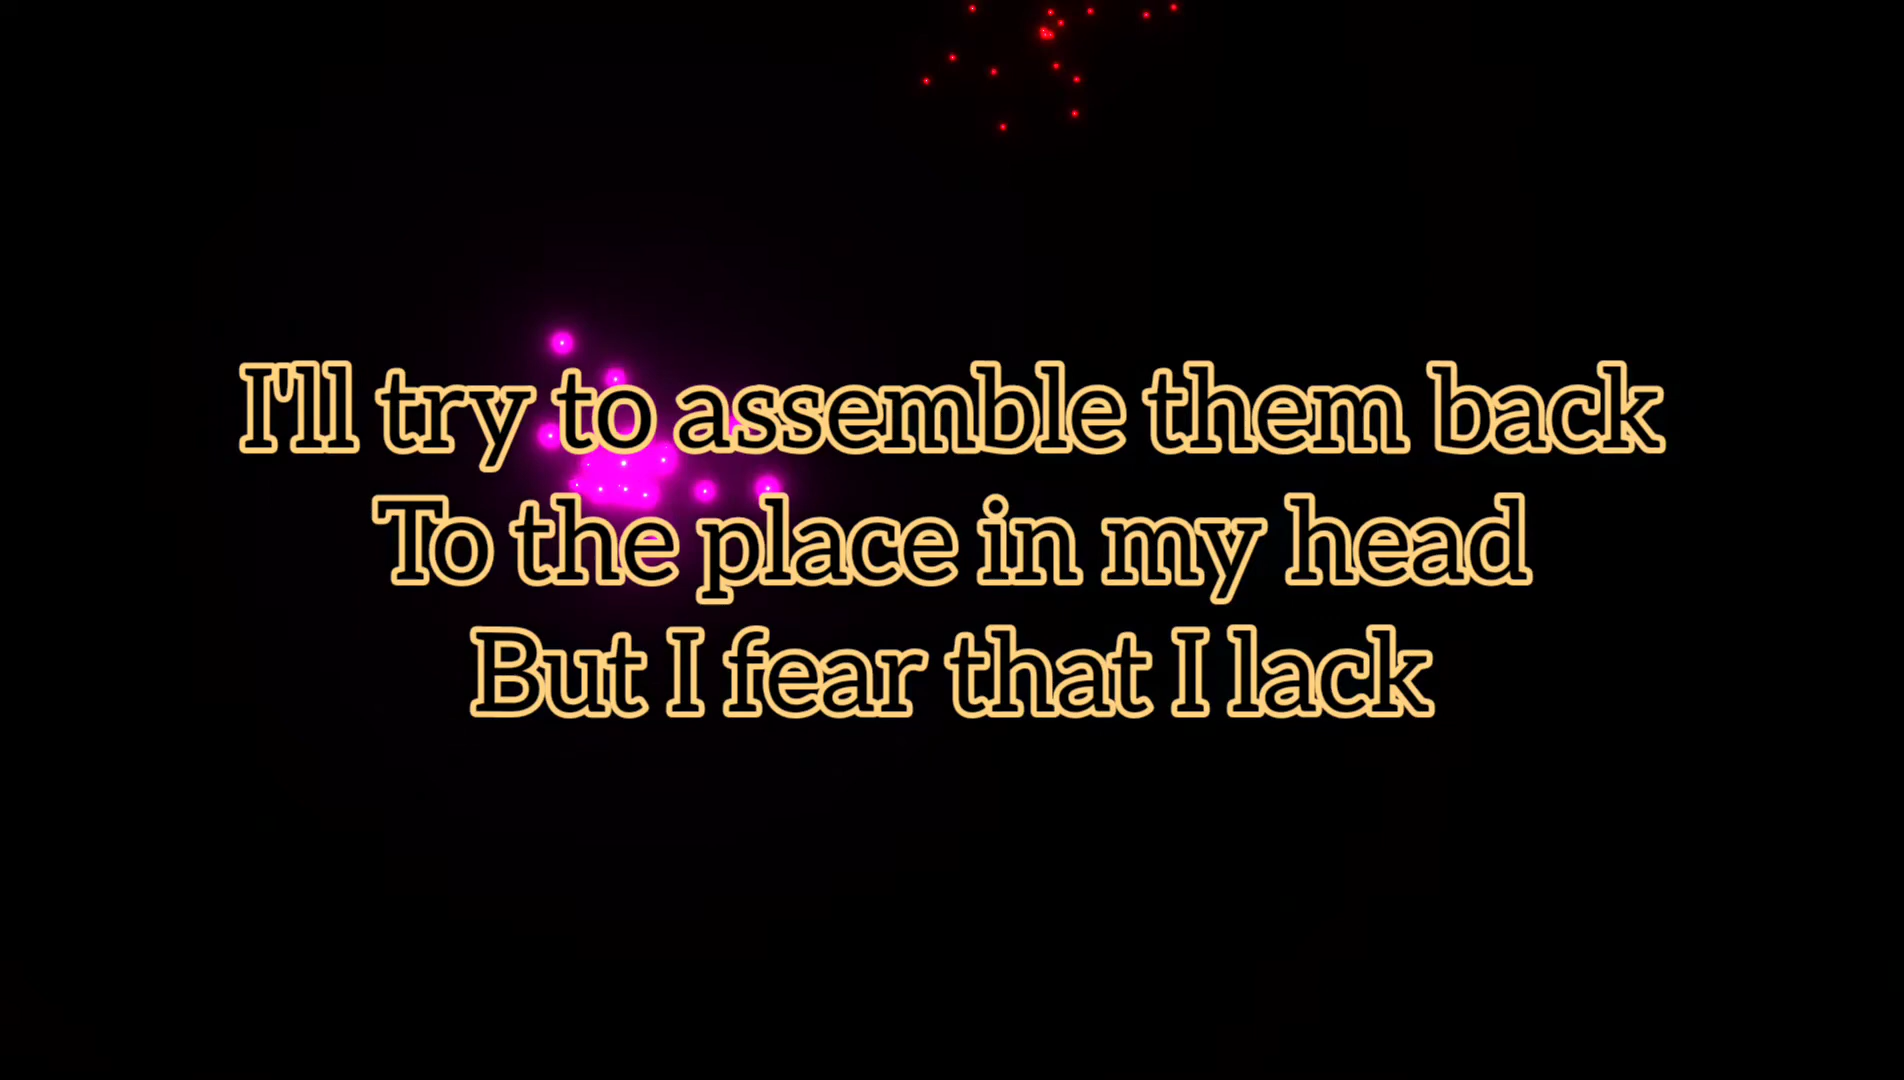 I'll try to assemble them back
To the place in my head
But I fear that I lack